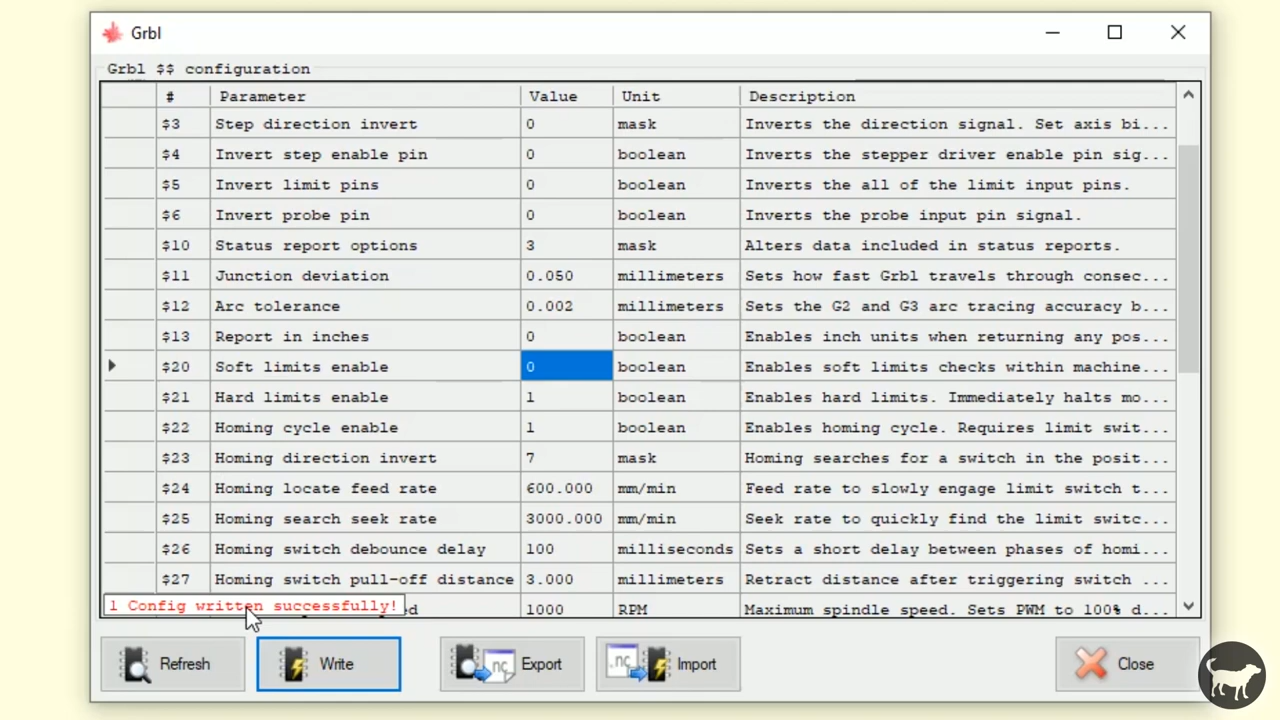 Grbl
Grbl $$ configuration
# Parameter Value Unit Description
$3 Step direction invert 0 mask Inverts the direction signal. Set axis bi...
$4 Invert step enable pin 0 boolean Inverts the stepper driver enable pin sig...
$5 Invert limit pins 0 boolean Inverts the all of the limit input pins.
$6 Invert probe pin 0 boolean Inverts the probe input pin signal.
$10 Status report options 3 mask Alters data included in status reports.
$11 Junction deviation 0.050 millimeters Sets how fast Grbl travels through consec...
$12 Arc tolerance 0.002 millimeters Sets the G2 and G3 arc tracing accuracy b...
$13 Report in inches 0 boolean Enables inch units when returning any pos...
$20 Soft limits enable 0 boolean Enables soft limits checks within machine...
$21 Hard limits enable 1 boolean Enables hard limits. Immediately halts mo...
$22 Homing cycle enable 1 boolean Enables homing cycle. Requires limit swit...
$23 Homing direction invert 7 mask Homing searches for a switch in the posit...
$24 Homing locate feed rate 600.000 mm/min Feed rate to slowly engage limit switch t...
$25 Homing search seek rate 3000.000 mm/min Seek rate to quickly find the limit switc...
$26 Homing switch debounce delay 100 milliseconds Sets a short delay between phases of homi...
$27 Homing switch pull-off distance 3.000 millimeters Retract distance after triggering switch ...
1 Config written successfully! 1000 RPM Maximum spindle speed. Sets PWM to 100% d...
Refresh Write nc Export .nc Import Close